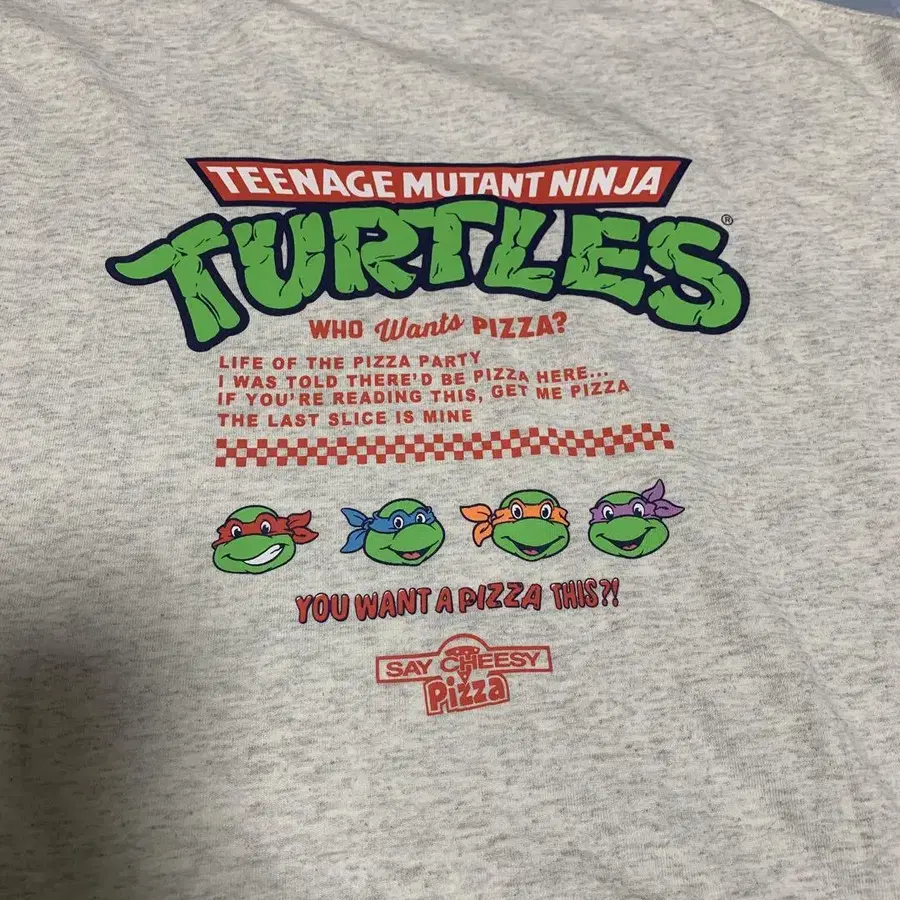 TEENAGE MUTANT NINJA
TURTLES®
WHO Wants PIZZA?
LIFE OF THE PIZZA PARTY
I WAS TOLD THERE'D BE PIZZA HERE...
IF YOU'RE READING THIS, GET ME PIZZA
THE LAST SLICE IS MINE
YOU WANT A PIZZA THIS?!
SAY CHEESY
Pizza